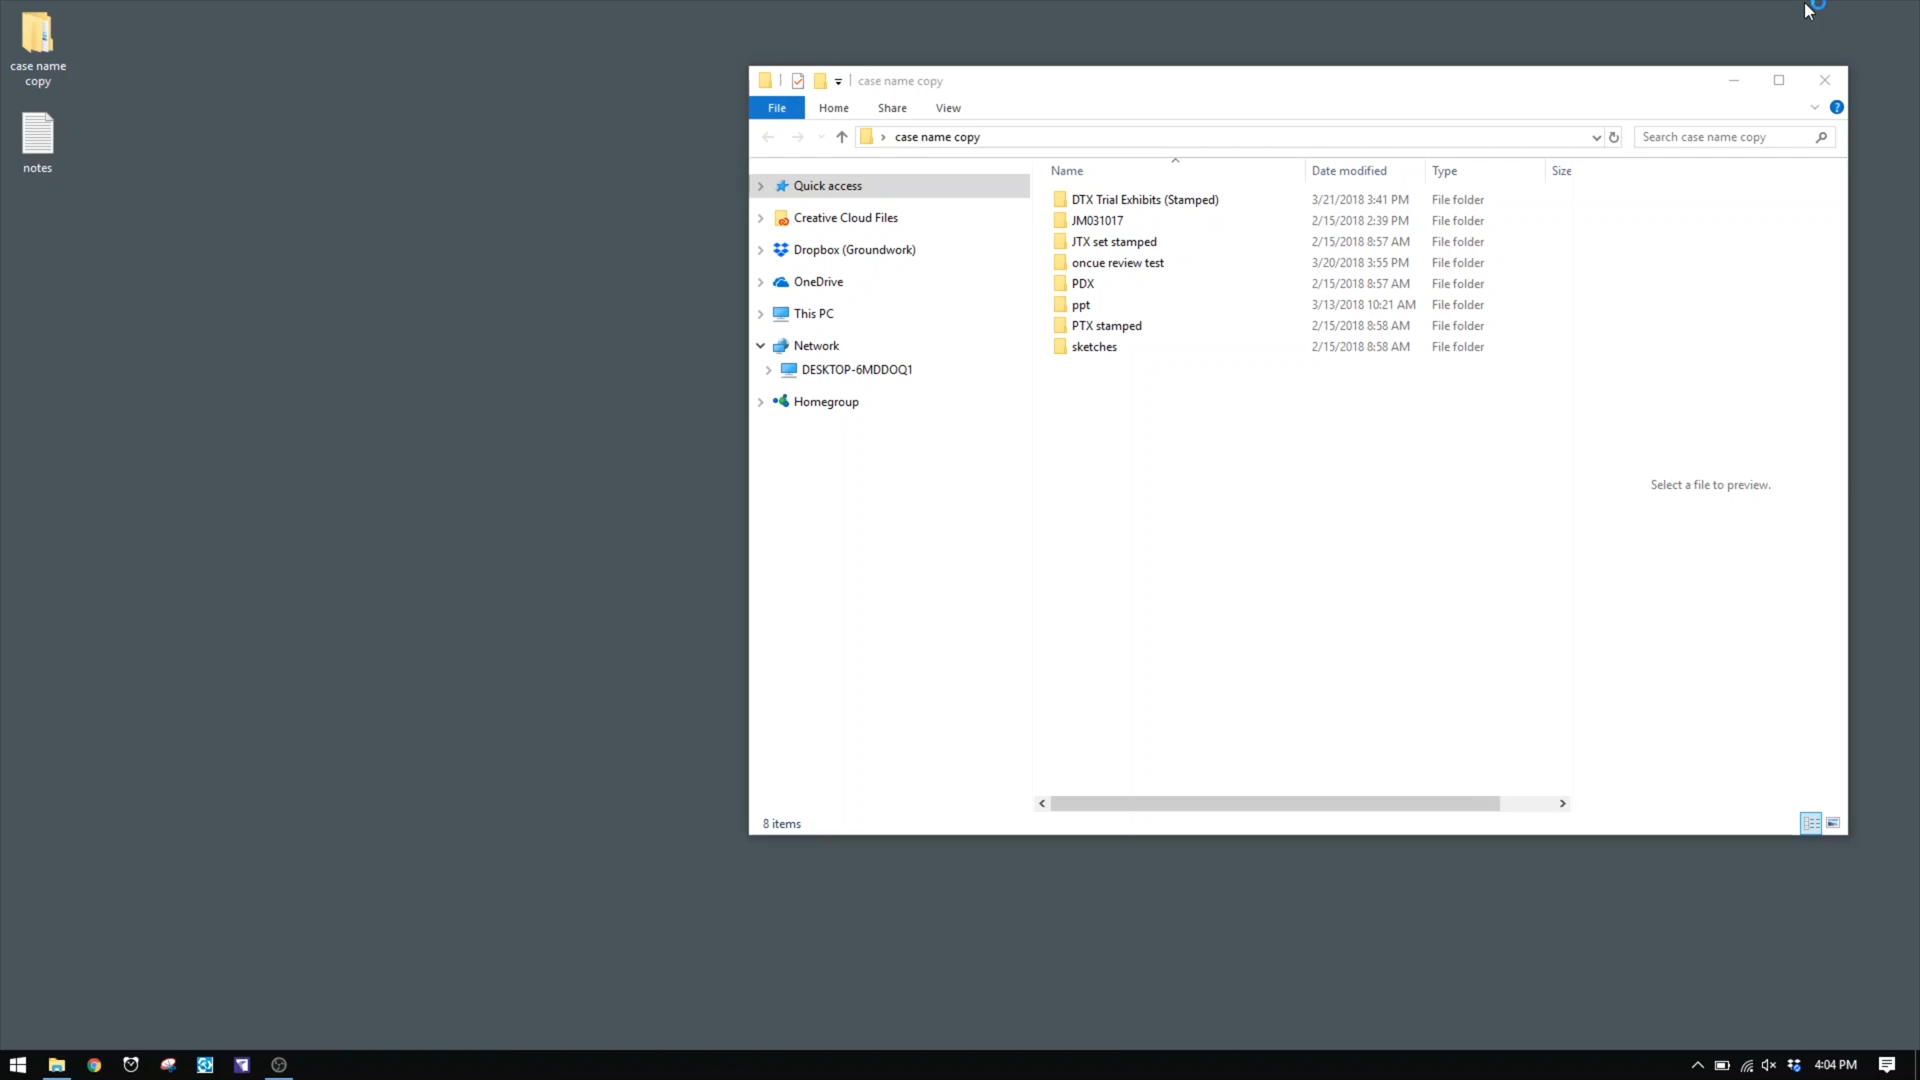 case name
copy
notes
case name copy
File Home Share View
case name copy
Search case name copy
Quick access
Creative Cloud Files
Dropbox (Groundwork)
OneDrive
This PC
Network
DESKTOP-6MDDOQ1
Homegroup
Name Date modified Type Size
DTX Trial Exhibits (Stamped) 3/21/2018 3:41 PM File folder
JM031017 2/15/2018 2:39 PM File folder
JTX set stamped 2/15/2018 8:57 AM File folder
oncue review test 3/20/2018 3:55 PM File folder
PDX 2/15/2018 8:57 AM File folder
ppt 3/13/2018 10:21 AM File folder
PTX stamped 2/15/2018 8:58 AM File folder
sketches 2/15/2018 8:58 AM File folder
Select a file to preview.
8 items
4:04 PM